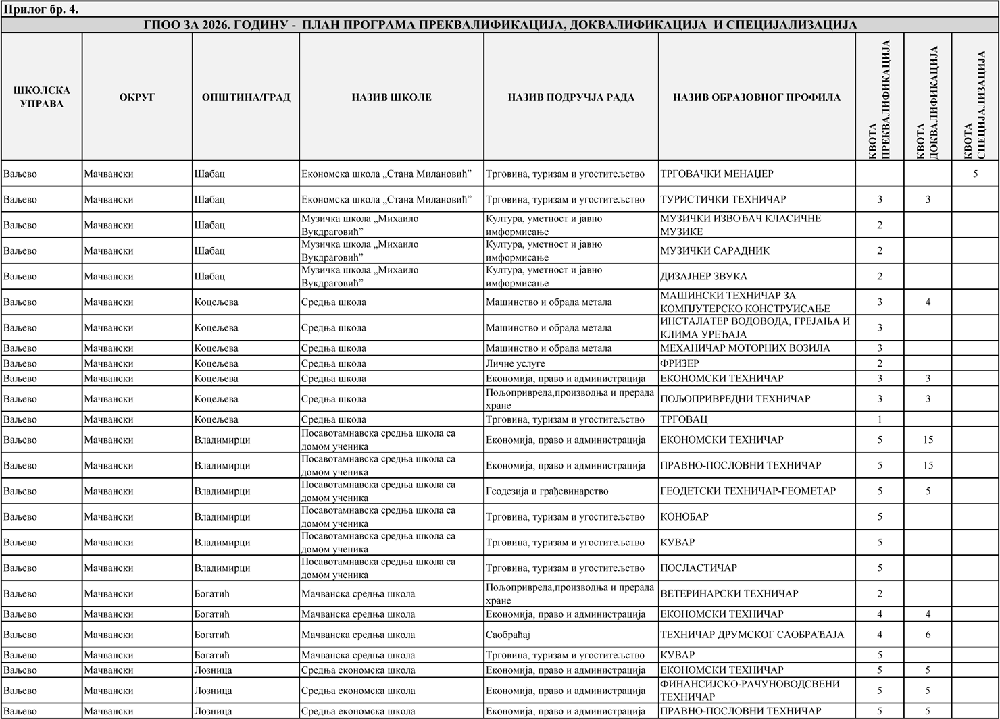 Прилог бр. 4.
ГПОО ЗА 2026. ГОДИНУ - ПЛАН ПРОГРАМА ПРЕКВАЛИФИКАЦИЈА, ДОКВАЛИФИКАЦИЈА И СПЕЦИЈАЛИЗАЦИЈА
ШКОЛСКА УПРАВА ОКРУГ ОПШТИНА/ГРАД НАЗИВ ШКОЛЕ НАЗИВ ПОДРУЧЈА РАДА НАЗИВ ОБРАЗОВНОГ ПРОФИЛА КВОТА ПРЕКВАЛИФИКАЦИЈА КВОТА ДОКВАЛИФИКАЦИЈА КВОТА СПЕЦИЈАЛИЗАЦИЈА
Ваљево Мачвански Шабац Економска школа „Стана Милановић” Трговина, туризам и угоститељство ТРГОВАЧКИ МЕНАЏЕР 5
Ваљево Мачвански Шабац Економска школа „Стана Милановић” Трговина, туризам и угоститељство ТУРИСТИЧКИ ТЕХНИЧАР 3 3
Ваљево Мачвански Шабац Музичка школа „Михаило Вукдраговић” Култура, уметност и јавно имформисање МУЗИЧКИ ИЗВОЂАЧ КЛАСИЧНЕ МУЗИКЕ 2
Ваљево Мачвански Шабац Музичка школа „Михаило Вукдраговић” Култура, уметност и јавно имформисање МУЗИЧКИ САРАДНИК 2
Ваљево Мачвански Шабац Музичка школа „Михаило Вукдраговић” Култура, уметност и јавно имформисање ДИЗАЈНЕР ЗВУКА 2
Ваљево Мачвански Коцељева Средња школа Машинство и обрада метала МАШИНСКИ ТЕХНИЧАР ЗА КОМПЈУТЕРСКО КОНСТРУИСАЊЕ 3 4
Ваљево Мачвански Коцељева Средња школа Машинство и обрада метала ИНСТАЛАТЕР ВОДОВОДА, ГРЕЈАЊА И КЛИМА УРЕЂАЈА 3
Ваљево Мачвански Коцељева Средња школа Машинство и обрада метала МЕХАНИЧАР МОТОРНИХ ВОЗИЛА 3
Ваљево Мачвански Коцељева Средња школа Личне услуге ФРИЗЕР 2
Ваљево Мачвански Коцељева Средња школа Економија, право и администрација ЕКОНОМСКИ ТЕХНИЧАР 3 3
Ваљево Мачвански Коцељева Средња школа Пољопривреда,производња и прерада хране ПОЉОПРИВРЕДНИ ТЕХНИЧАР 3 3
Ваљево Мачвански Коцељева Средња школа Трговина, туризам и угоститељство ТРГОВАЦ 1
Ваљево Мачвански Владимирци Посавотамнавска средња школа са домом ученика Економија, право и администрација ЕКОНОМСКИ ТЕХНИЧАР 5 15
Ваљево Мачвански Владимирци Посавотамнавска средња школа са домом ученика Економија, право и администрација ПРАВНО-ПОСЛОВНИ ТЕХНИЧАР 5 15
Ваљево Мачвански Владимирци Посавотамнавска средња школа са домом ученика Геодезија и грађевинарство ГЕОДЕТСКИ ТЕХНИЧАР-ГЕОМЕТАР 5 5
Ваљево Мачвански Владимирци Посавотамнавска средња школа са домом ученика Трговина, туризам и угоститељство КОНОБАР 5
Ваљево Мачвански Владимирци Посавотамнавска средња школа са домом ученика Трговина, туризам и угоститељство КУВАР 5
Ваљево Мачвански Владимирци Посавотамнавска средња школа са домом ученика Трговина, туризам и угоститељство ПОСЛАСТИЧАР 5
Ваљево Мачвански Богатић Мачванска средња школа Пољопривреда,производња и прерада хране ВЕТЕРИНАРСКИ ТЕХНИЧАР 2
Ваљево Мачвански Богатић Мачванска средња школа Економија, право и администрација ЕКОНОМСКИ ТЕХНИЧАР 4 4
Ваљево Мачвански Богатић Мачванска средња школа Саобраћај ТЕХНИЧАР ДРУМСКОГ САОБРАЋАЈА 4 6
Ваљево Мачвански Богатић Мачванска средња школа Трговина, туризам и угоститељство КУВАР 5
Ваљево Мачвански Лозница Средња економска школа Економија, право и администрација ЕКОНОМСКИ ТЕХНИЧАР 5 5
Ваљево Мачвански Лозница Средња економска школа Економија, право и администрација ФИНАНСИЈСКО-РАЧУНОВОДСВЕНИ ТЕХНИЧАР 5 5
Ваљево Мачвански Лозница Средња економска школа Економија, право и администрација ПРАВНО-ПОСЛОВНИ ТЕХНИЧАР 5 5